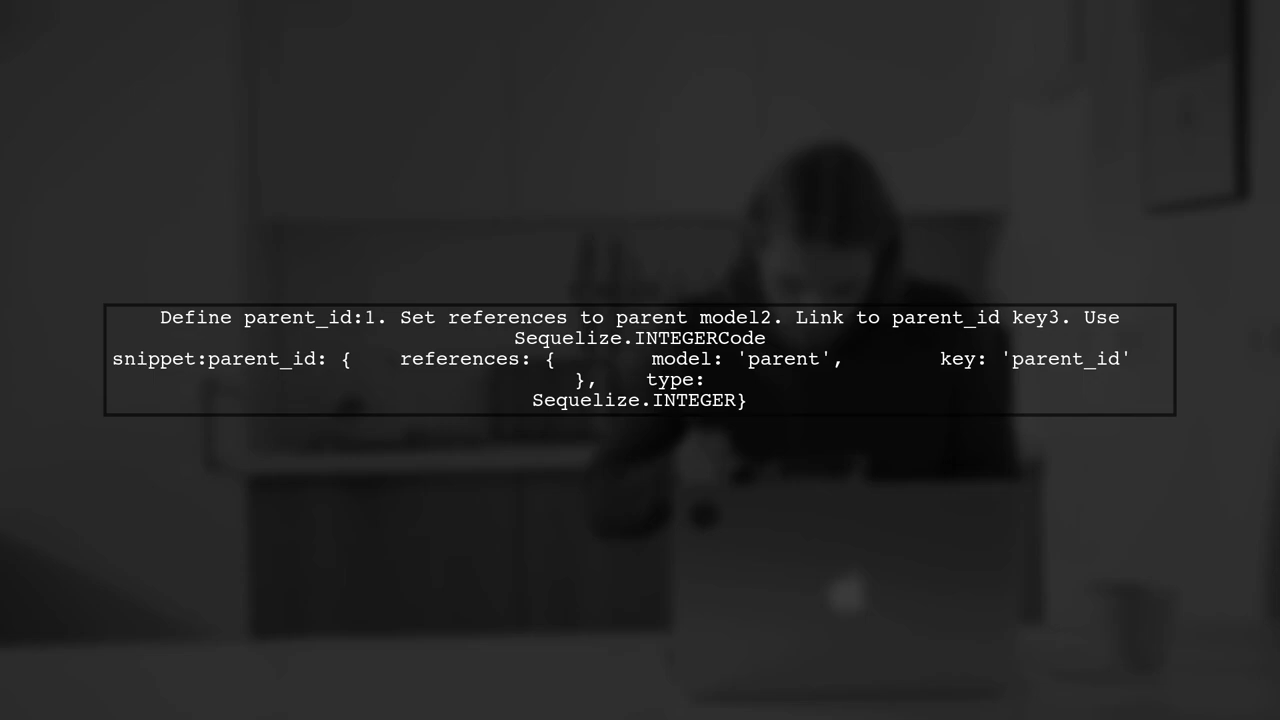 Define parent_id:1. Set references to parent model2. Link to parent_id key3. Use
Sequelize.INTEGERCode
snippet:parent_id: {    references: {        model: 'parent',        key: 'parent_id'
},    type:
Sequelize.INTEGER}